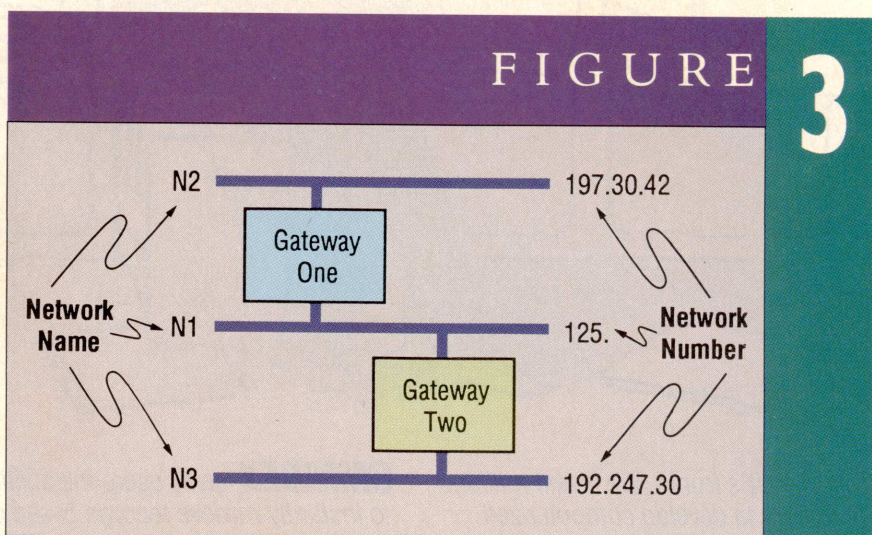 FIGURE 3
N2
197.30.42
Gateway
One
Network
Name
N1
125.
Network
Number
Gateway
Two
N3
192.247.30